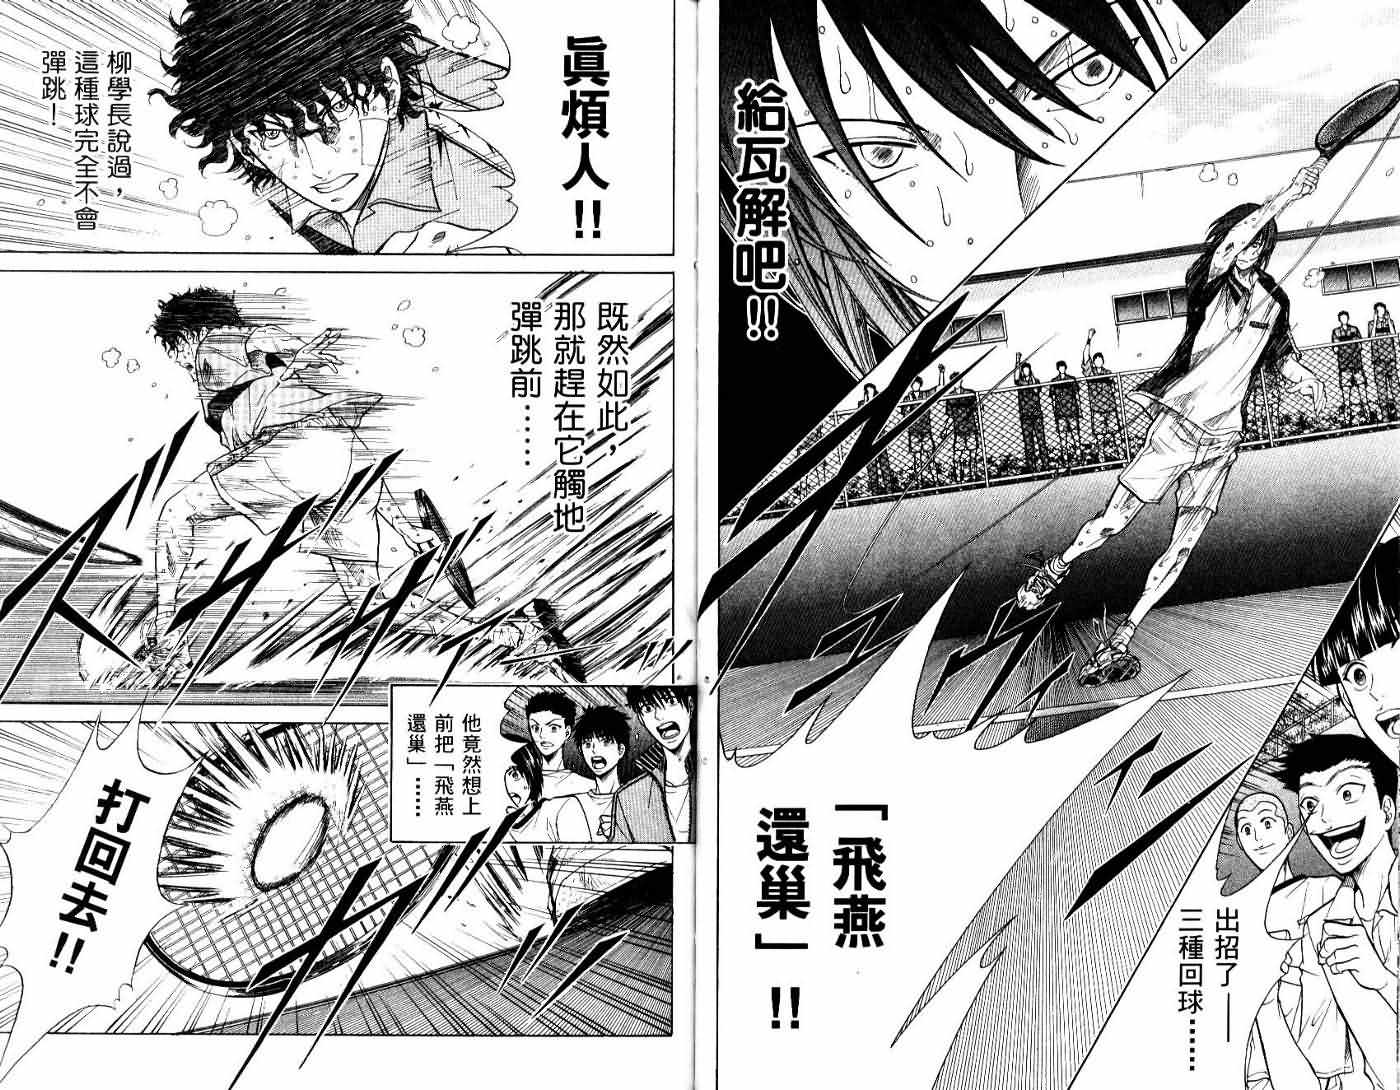 給瓦解吧!!
出招了——
三種回球……
「飛燕
還巢」!!
真煩人!!
柳學長說過，
這種球完全不會
彈跳！
既然如此，
那就趕在它觸地
彈跳前……
他竟然想上
前把「飛燕
還巢」……
打回去!!